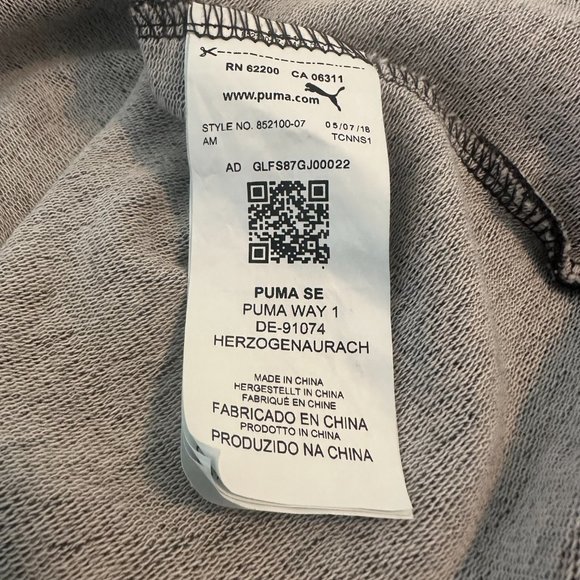 RN 62200 CA 06311
www.puma.com
STYLE NO. 852100-07 05/07/18
AM TCNNS1
AD GLFS87GJ00022
PUMA SE
PUMA WAY 1
DE-91074
HERZOGENAURACH
MADE IN CHINA
HERGESTELLT IN CHINA
FABRIQUÉ EN CHINE
FABRICADO EN CHINA
PRODOTTO IN CHINA
PRODUZIDO NA CHINA